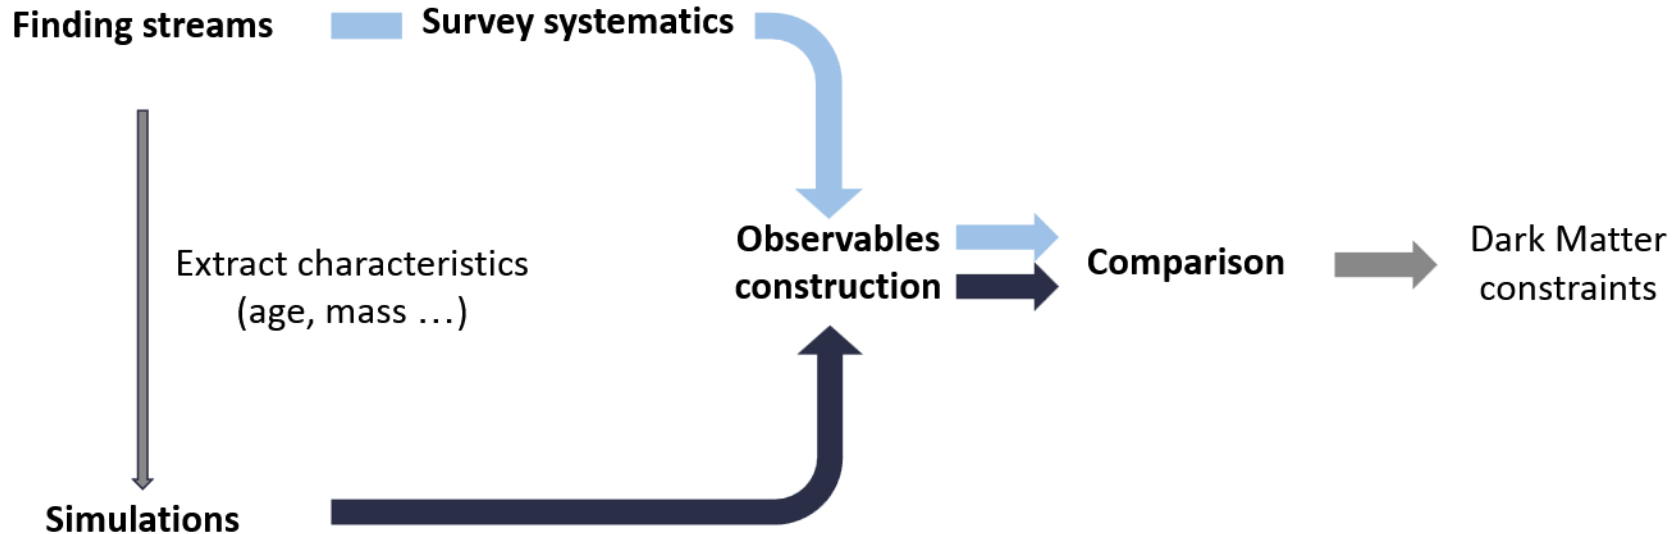 Finding streams
Survey systematics
Extract characteristics
(age, mass …)
Observables
construction
Comparison
Dark Matter
constraints
Simulations